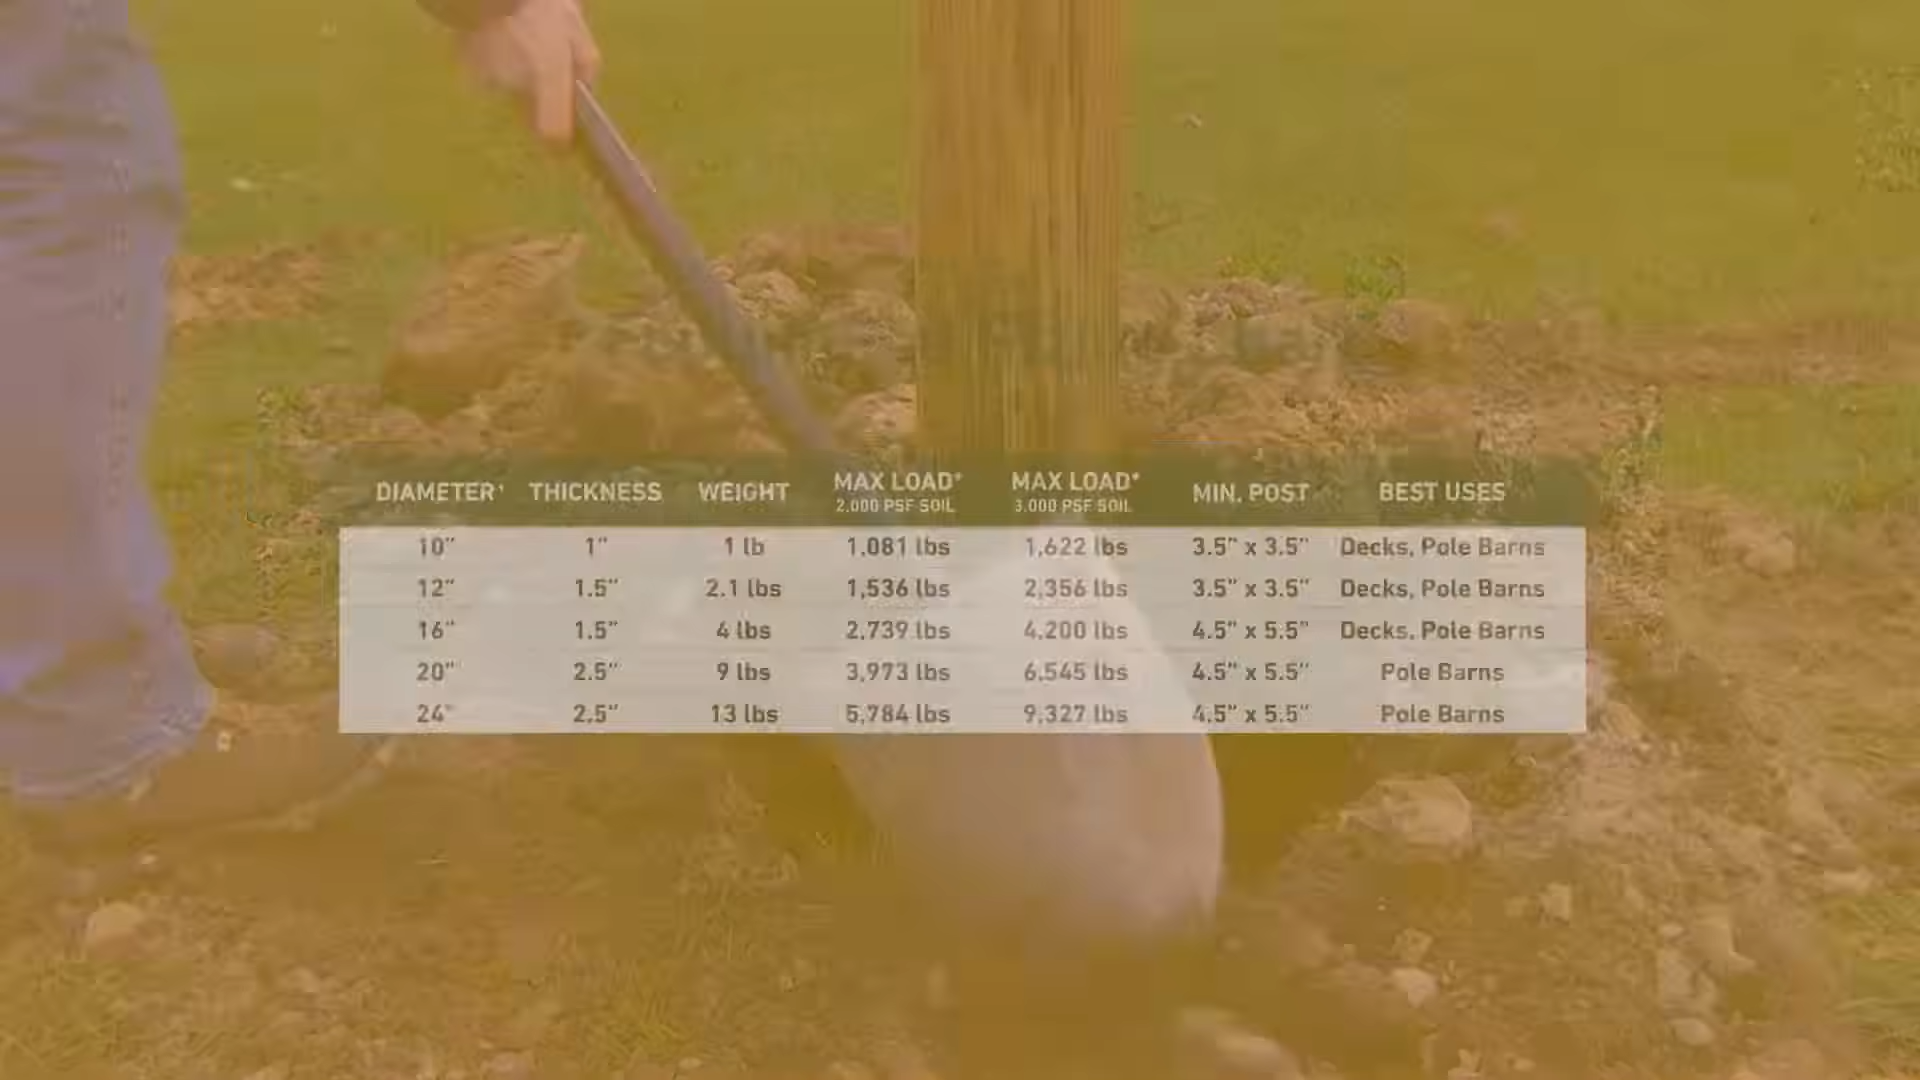 DIAMETER* THICKNESS WEIGHT MAX LOAD* 2,000 PSF SOIL MAX LOAD* 3,000 PSF SOIL MIN. POST BEST USES
10" 1" 1 lb 1,081 lbs 1,622 lbs 3.5" x 3.5" Decks, Pole Barns
12" 1.5" 2.1 lbs 1,536 lbs 2,356 lbs 3.5" x 3.5" Decks, Pole Barns
16" 1.5" 4 lbs 2,739 lbs 4,200 lbs 4.5" x 5.5" Decks, Pole Barns
20" 2.5" 9 lbs 3,973 lbs 6,545 lbs 4.5" x 5.5" Pole Barns
24" 2.5" 13 lbs 5,784 lbs 9,327 lbs 4.5" x 5.5" Pole Barns